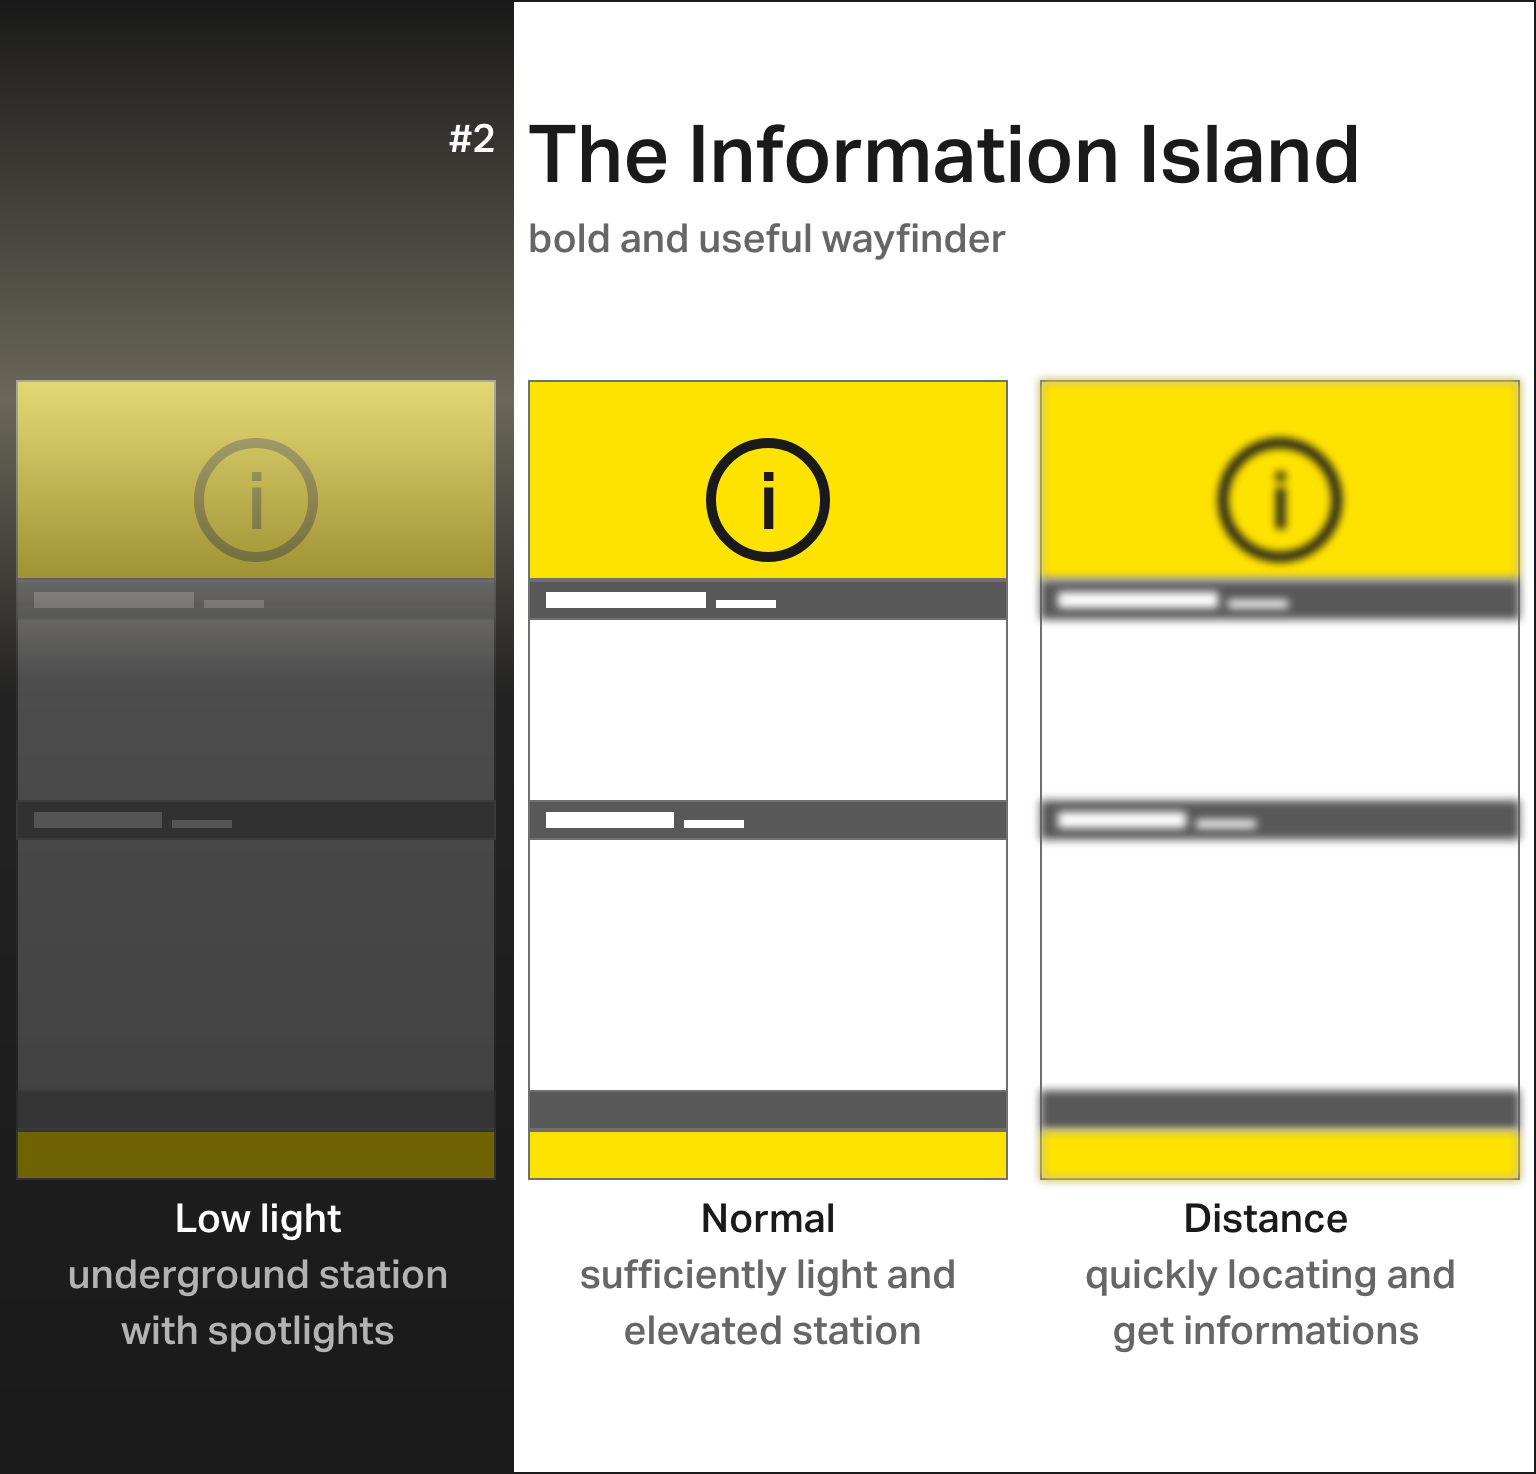 #2 The Information Island
bold and useful wayfinder
i
i
i
Low light
underground station
with spotlights
Normal
sufficiently light and
elevated station
Distance
quickly locating and
get informations